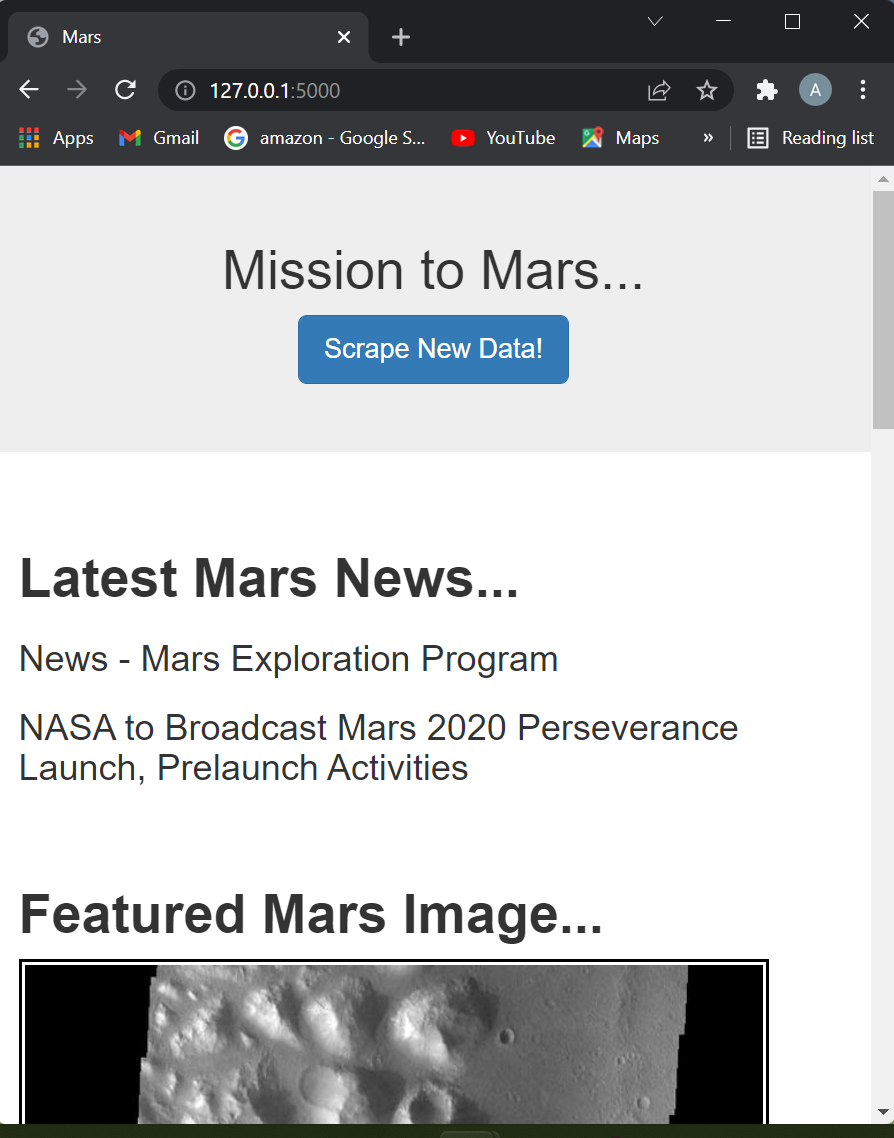 Mars
127.0.0.1:5000
A
Apps
Gmail
amazon - Google S...
YouTube
Maps
»
Reading list
Mission to Mars...
Scrape New Data!
Latest Mars News...
News - Mars Exploration Program
NASA to Broadcast Mars 2020 Perseverance
Launch, Prelaunch Activities
Featured Mars Image...